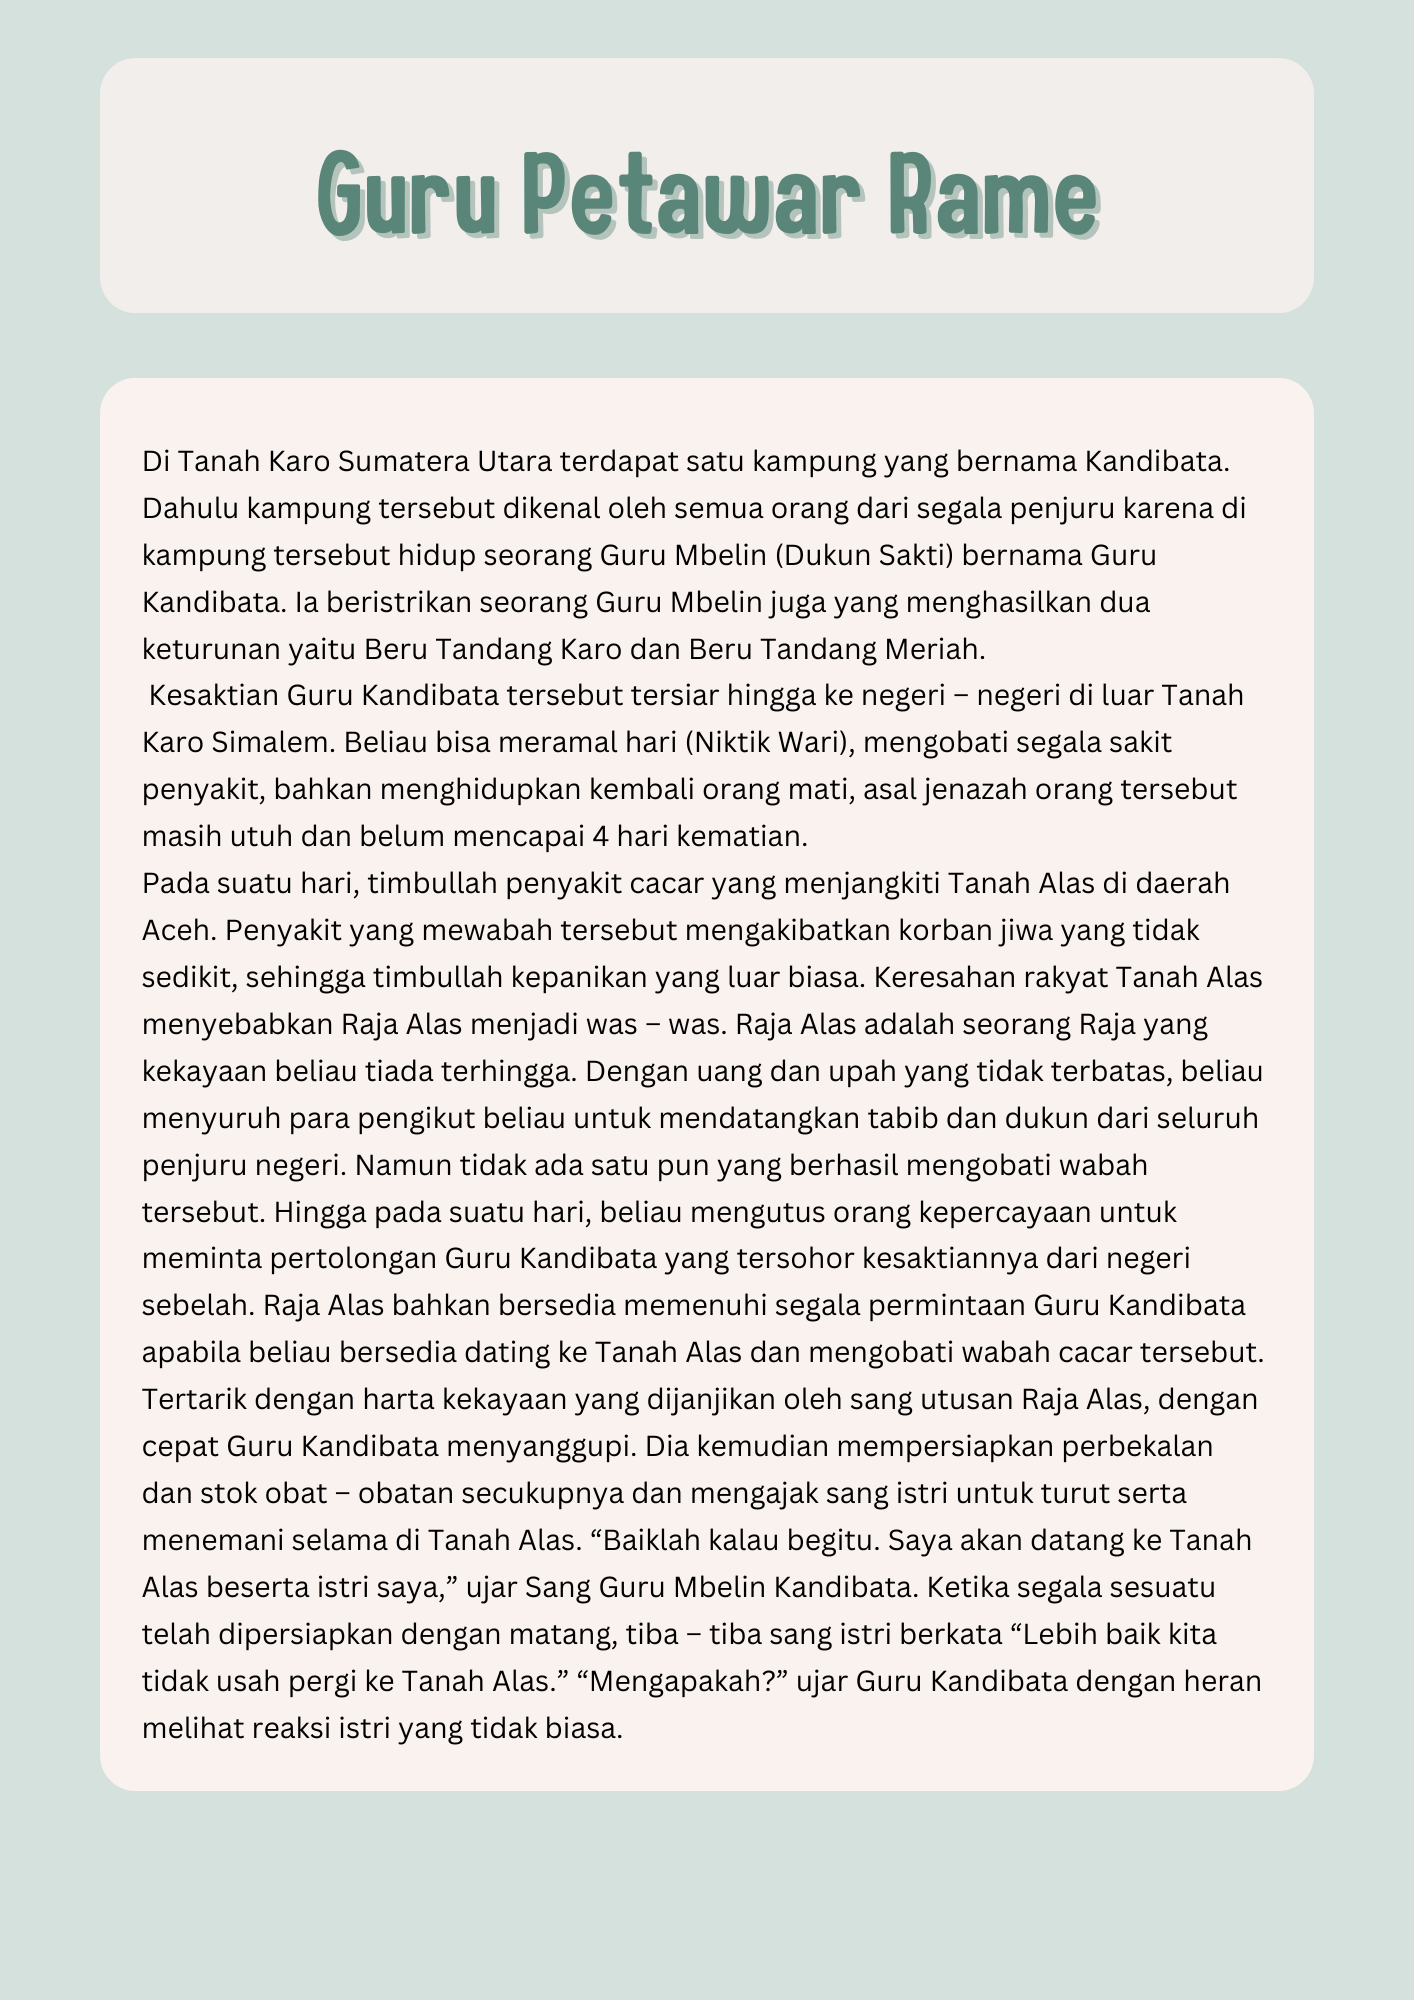 Guru Petawar Rame
Di Tanah Karo Sumatera Utara terdapat satu kampung yang bernama Kandibata.
Dahulu kampung tersebut dikenal oleh semua orang dari segala penjuru karena di
kampung tersebut hidup seorang Guru Mbelin (Dukun Sakti) bernama Guru
Kandibata. Ia beristrikan seorang Guru Mbelin juga yang menghasilkan dua
keturunan yaitu Beru Tandang Karo dan Beru Tandang Meriah.
Kesaktian Guru Kandibata tersebut tersiar hingga ke negeri – negeri di luar Tanah
Karo Simalem. Beliau bisa meramal hari (Niktik Wari), mengobati segala sakit
penyakit, bahkan menghidupkan kembali orang mati, asal jenazah orang tersebut
masih utuh dan belum mencapai 4 hari kematian.
Pada suatu hari, timbullah penyakit cacar yang menjangkiti Tanah Alas di daerah
Aceh. Penyakit yang mewabah tersebut mengakibatkan korban jiwa yang tidak
sedikit, sehingga timbullah kepanikan yang luar biasa. Keresahan rakyat Tanah Alas
menyebabkan Raja Alas menjadi was – was. Raja Alas adalah seorang Raja yang
kekayaan beliau tiada terhingga. Dengan uang dan upah yang tidak terbatas, beliau
menyuruh para pengikut beliau untuk mendatangkan tabib dan dukun dari seluruh
penjuru negeri. Namun tidak ada satu pun yang berhasil mengobati wabah
tersebut. Hingga pada suatu hari, beliau mengutus orang kepercayaan untuk
meminta pertolongan Guru Kandibata yang tersohor kesaktiannya dari negeri
sebelah. Raja Alas bahkan bersedia memenuhi segala permintaan Guru Kandibata
apabila beliau bersedia dating ke Tanah Alas dan mengobati wabah cacar tersebut.
Tertarik dengan harta kekayaan yang dijanjikan oleh sang utusan Raja Alas, dengan
cepat Guru Kandibata menyanggupi. Dia kemudian mempersiapkan perbekalan
dan stok obat – obatan secukupnya dan mengajak sang istri untuk turut serta
menemani selama di Tanah Alas. “Baiklah kalau begitu. Saya akan datang ke Tanah
Alas beserta istri saya,” ujar Sang Guru Mbelin Kandibata. Ketika segala sesuatu
telah dipersiapkan dengan matang, tiba – tiba sang istri berkata “Lebih baik kita
tidak usah pergi ke Tanah Alas.” “Mengapakah?” ujar Guru Kandibata dengan heran
melihat reaksi istri yang tidak biasa.